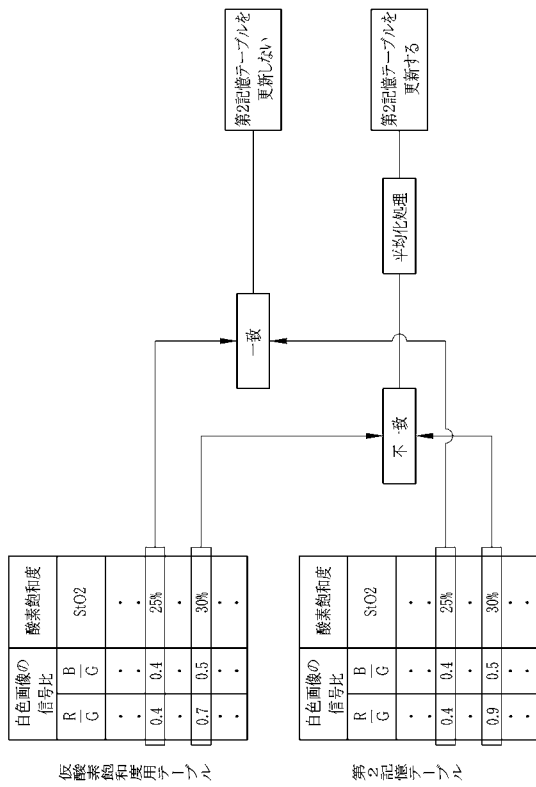 仮酸素飽和度用テーブル
白色画像の
信号比
酸素飽和度
R
G
B
G
StO2
・ ・ ・
0.4 0.4 25%
・ ・ ・
0.7 0.5 30%
・ ・ ・
・ ・ ・
第2記憶テーブル
白色画像の
信号比
酸素飽和度
R
G
B
G
StO2
・ ・ ・
0.4 0.4 25%
・ ・ ・
0.9 0.5 30%
・ ・ ・
・ ・ ・
一致
第2記憶テーブルを
更新しない
不一致
平均化処理
第2記憶テーブルを
更新する